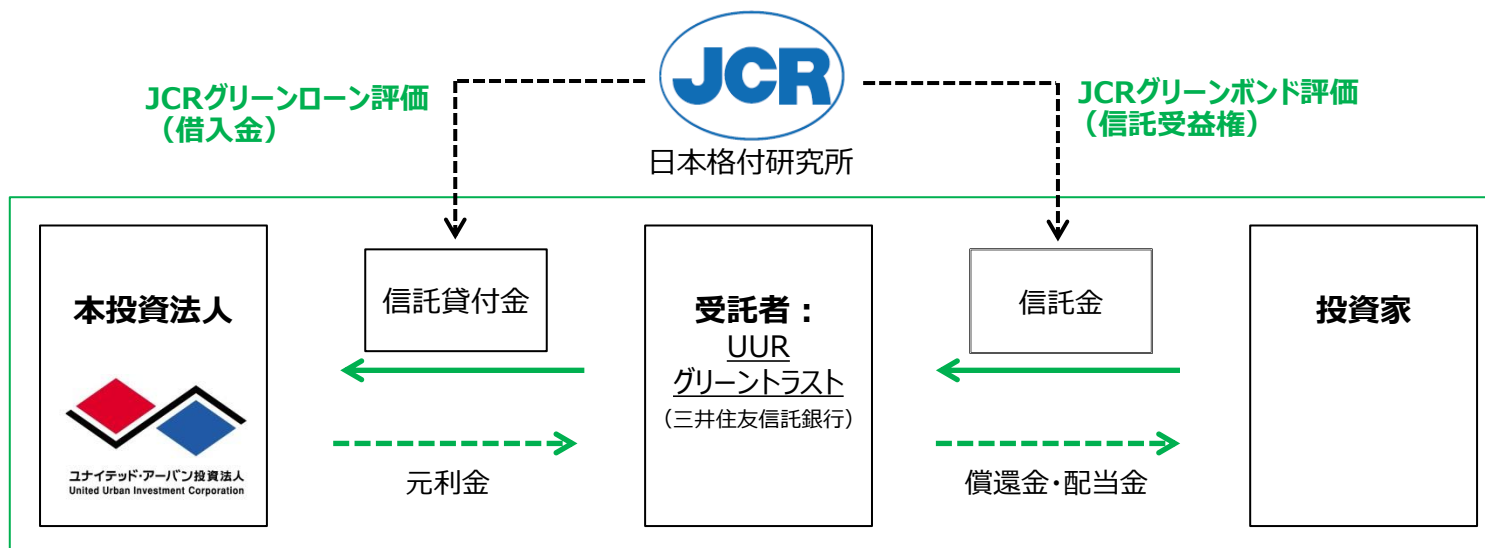 JCR
日本格付研究所
JCRグリーンローン評価
（借入金）
JCRグリーンボンド評価
（信託受益権）
本投資法人
ユナイテッド・アーバン投資法人
United Urban Investment Corporation
信託貸付金
元利金
受託者：
UUR
グリーントラスト
（三井住友信託銀行）
信託金
償還金・配当金
投資家